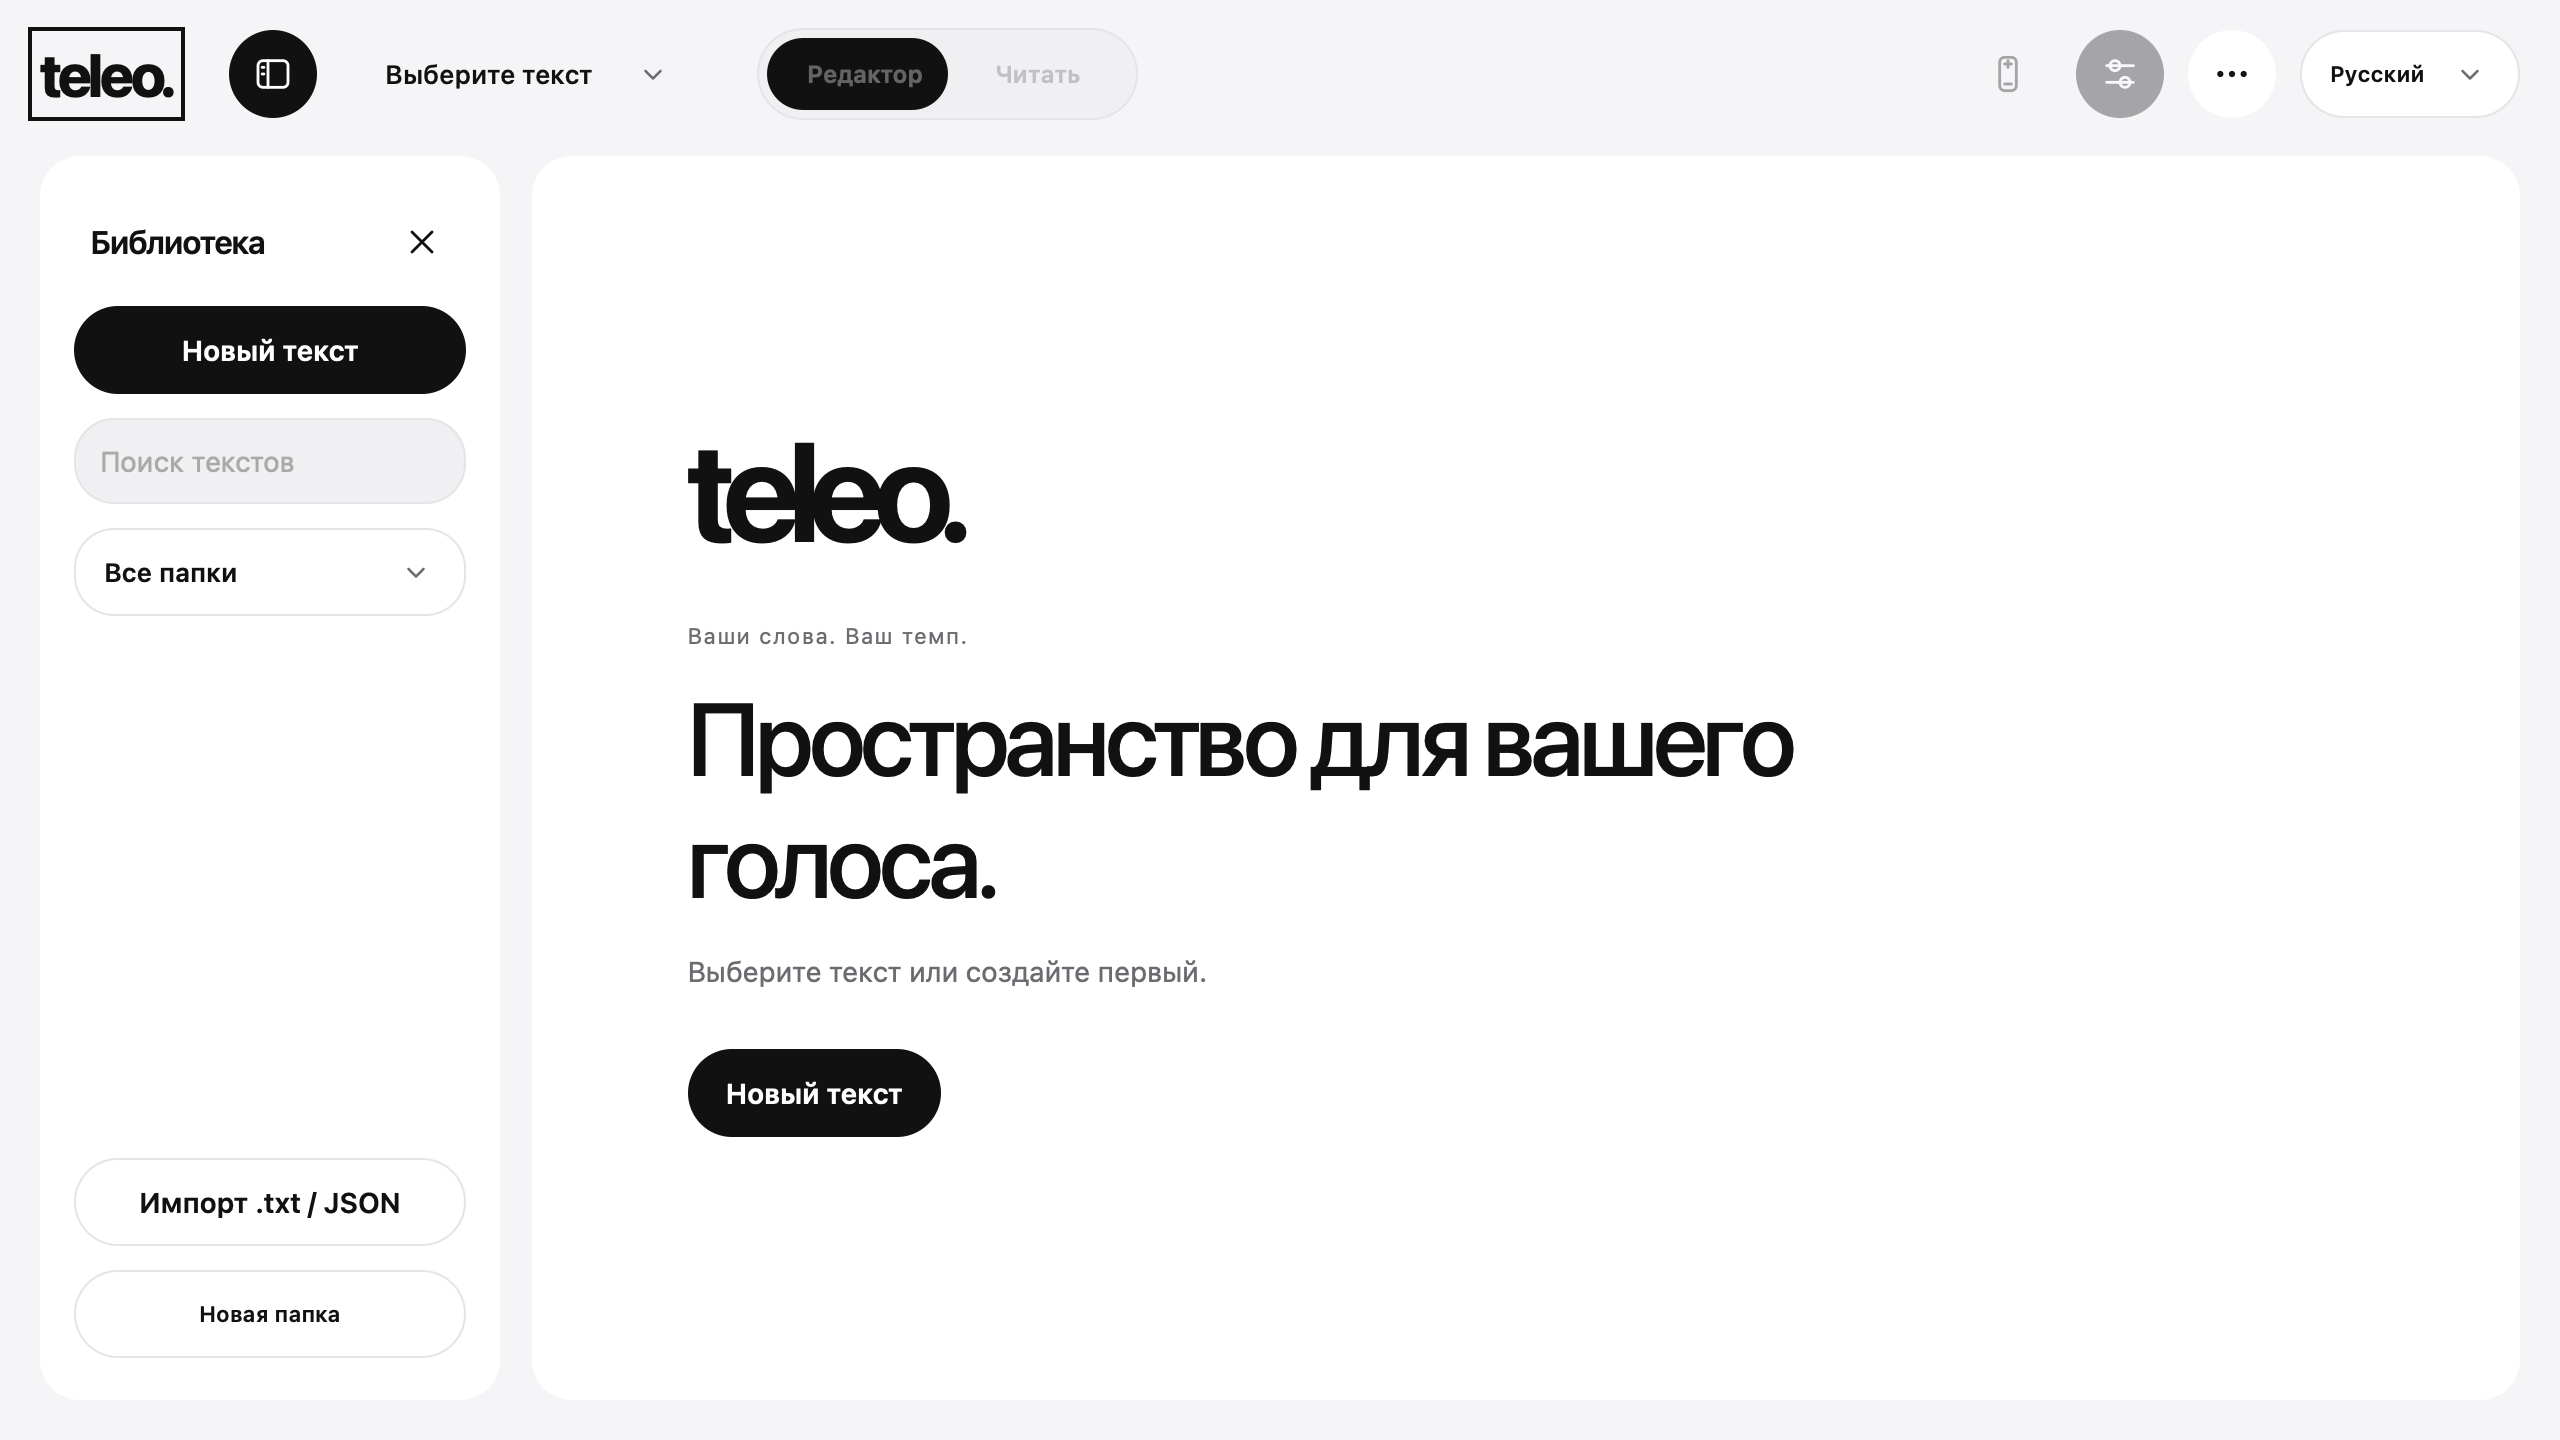 teleo.
Выберите текст
Редактор
Читать
Русский
Библиотека
Новый текст
Поиск текстов
Все папки
Импорт .txt / JSON
Новая папка
teleo.
Ваши слова. Ваш темп.
Пространство для вашего
голоса.
Выберите текст или создайте первый.
Новый текст